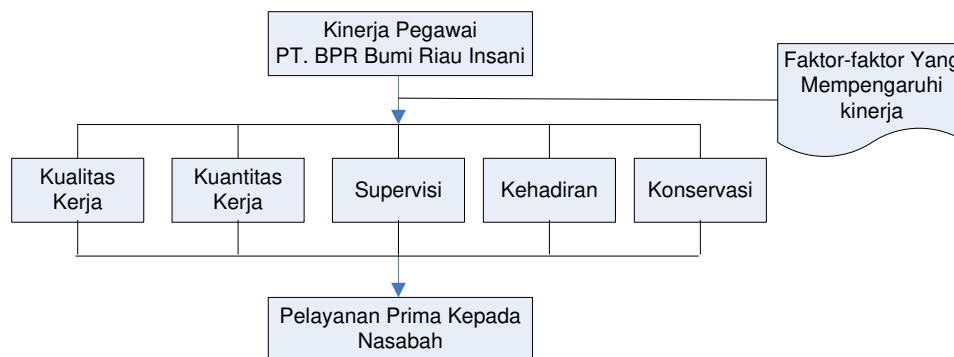 Kinerja Pegawai
PT. BPR Bumi Riau Insani
Faktor-faktor Yang
Mempengaruhi
kinerja
Kualitas
Kerja
Kuantitas
Kerja
Supervisi
Kehadiran
Konservasi
Pelayanan Prima Kepada
Nasabah